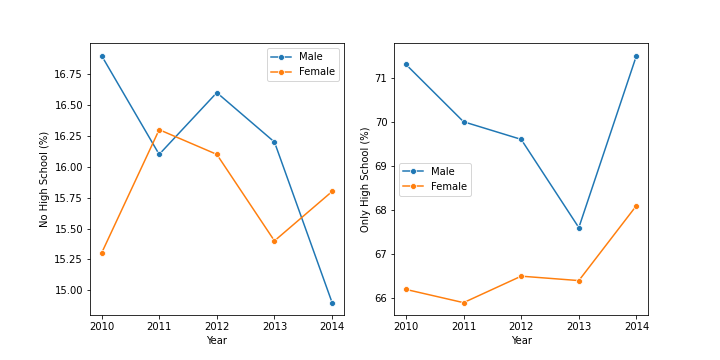 No High School (%)
16.75
16.50
16.25
16.00
15.75
15.50
15.25
15.00
Male
Female
2010 2011 2012 2013 2014
Year
Only High School (%)
71
70
69
68
67
66
Male
Female
2010 2011 2012 2013 2014
Year